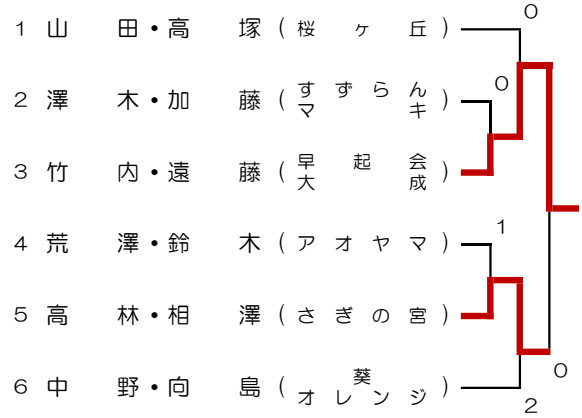 0
1 山 田・高 塚 ( 桜 ヶ 丘 )
0
2 澤 木・加 藤 ( すずらん マキ )
3 竹 内・遠 藤 ( 早起会 大成 )
1
4 荒 澤・鈴 木 ( アオヤマ )
5 高 林・相 澤 ( さぎの宮 )
0
6 中 野・向 島 ( 葵 オレンジ )
2